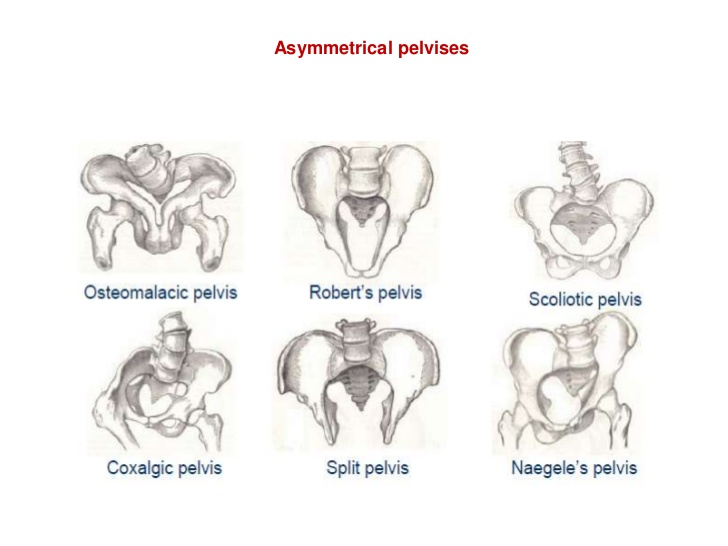 Asymmetrical pelvises
Osteomalacic pelvis
Robert's pelvis
Scoliotic pelvis
Coxalgic pelvis
Split pelvis
Naegele's pelvis